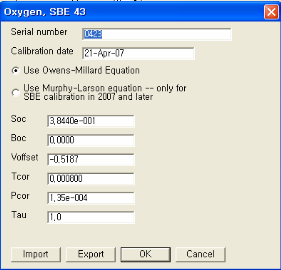 Oxygen, SBE 43
Serial number 0423
Calibration date 21-Apr-07
Use Owens-Millard Equation
Use Murphy-Larson equation -- only for
SBE calibration in 2007 and later
Soc 3,8440e-001
Boc 0,0000
Voffset -0,5187
Tcor 0,000800
Pcor 1,35e-004
Tau 1,0
Import Export OK Cancel